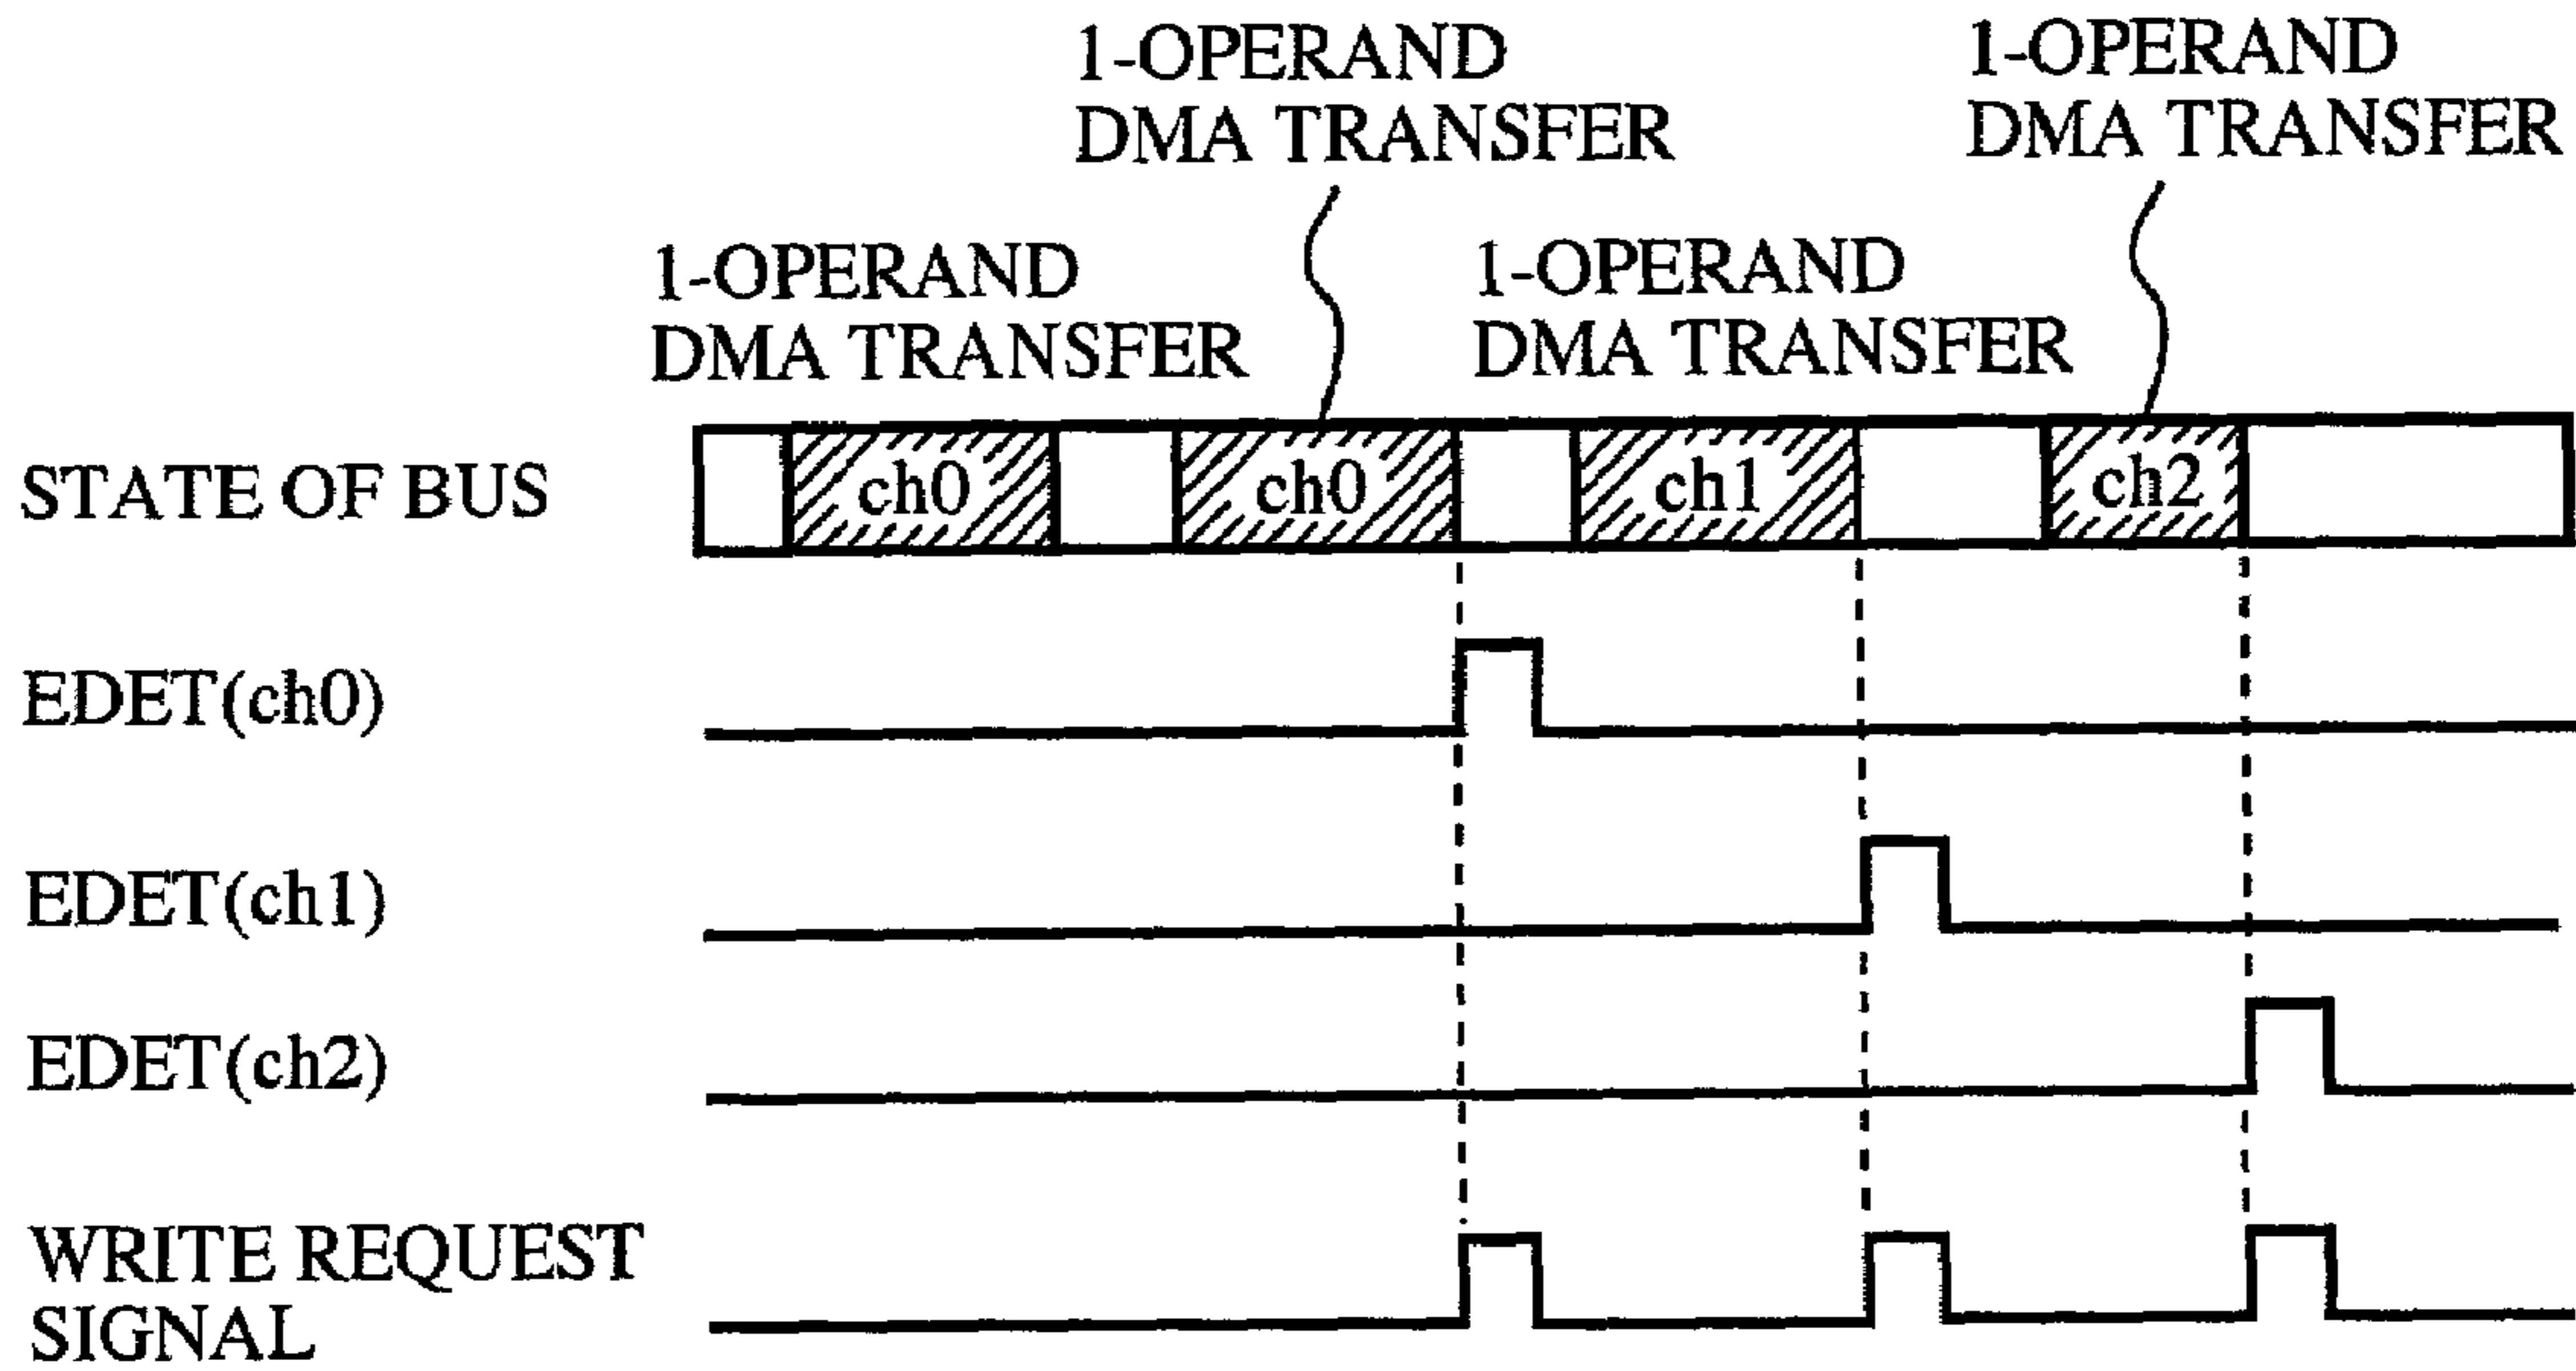 1-OPERAND
DMA TRANSFER
1-OPERAND
DMA TRANSFER
1-OPERAND
DMA TRANSFER
1-OPERAND
DMA TRANSFER
STATE OF BUS
ch0
ch0
ch1
ch2
EDET(ch0)
EDET(ch1)
EDET(ch2)
WRITE REQUEST
SIGNAL